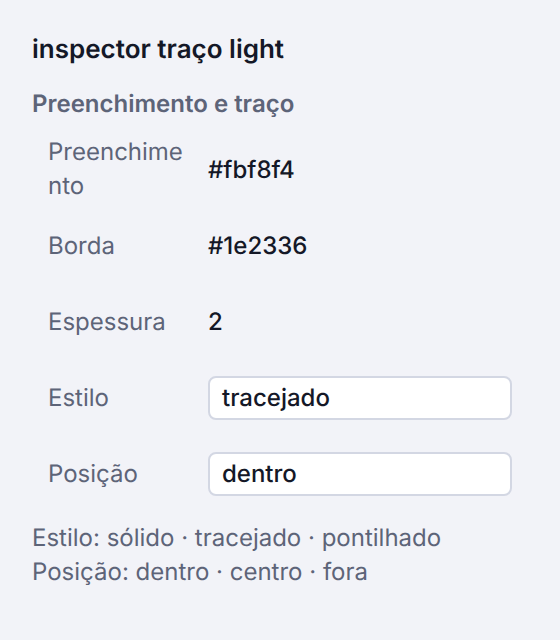 inspector traço light
Preenchimento e traço
Preenchime
nto
#fbf8f4
Borda #1e2336
Espessura 2
Estilo tracejado
Posição dentro
Estilo: sólido · tracejado · pontilhado
Posição: dentro · centro · fora